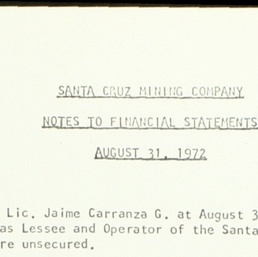 SANTA CRUZ MINING COMPANY
NOTES TO FINANCIAL STATEMENTS
AUGUST 31, 1972
Lic. Jaime Carranza G. at August 3
as Lessee and Operator of the Santa
re unsecured.